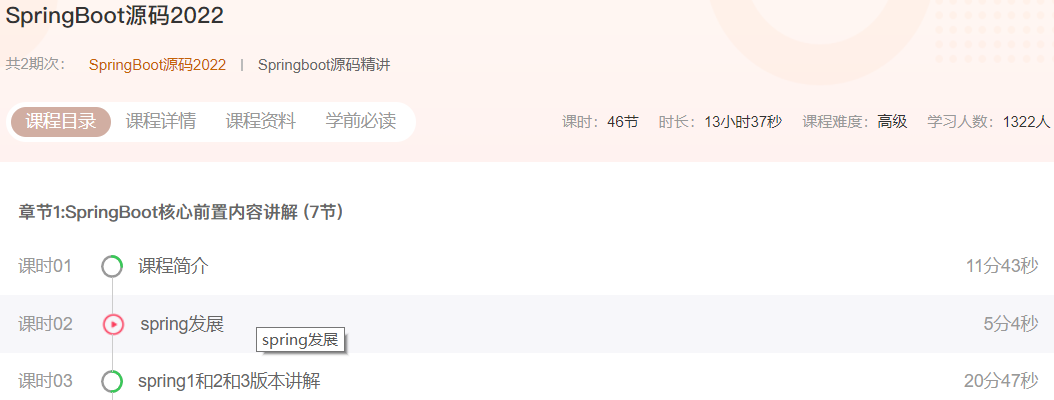 SpringBoot源码2022
共2期次： SpringBoot源码2022 | Springboot源码精讲
课程目录 课程详情 课程资料 学前必读 课时：46节 时长：13小时37秒 课程难度：高级 学习人数：1322人
章节1:SpringBoot核心前置内容讲解 (7节)
课时01 课程简介 11分43秒
课时02 spring发展 5分4秒
spring发展
课时03 spring1和2和3版本讲解 20分47秒